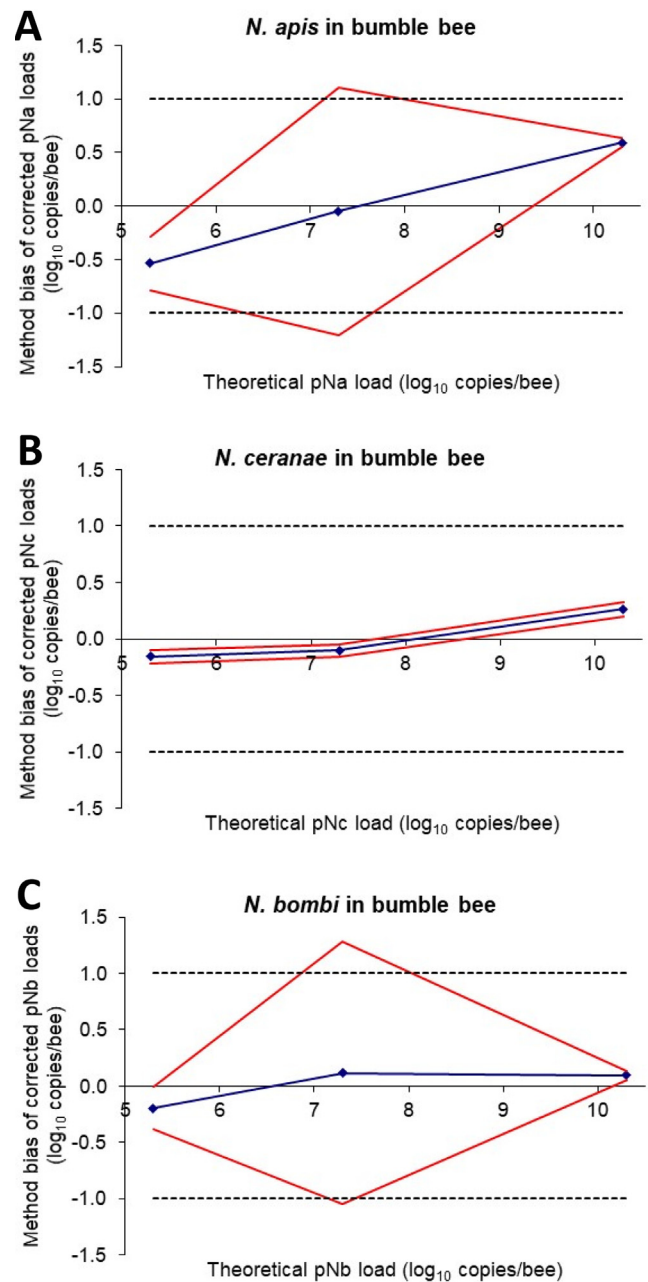 A
N. apis in bumble bee
Method bias of corrected pNa loads
(log10 copies/bee)
1.5
1.0
0.5
0.0
-0.5
-1.0
-1.5
5 6 7 8 9 10
Theoretical pNa load (log10 copies/bee)
B
N. ceranae in bumble bee
Method bias of corrected pNc loads
(log10 copies/bee)
1.5
1.0
0.5
0.0
-0.5
-1.0
-1.5
5 6 7 8 9 10
Theoretical pNc load (log10 copies/bee)
C
N. bombi in bumble bee
Method bias of corrected pNb loads
(log10 copies/bee)
1.5
1.0
0.5
0.0
-0.5
-1.0
-1.5
5 6 7 8 9 10
Theoretical pNb load (log10 copies/bee)